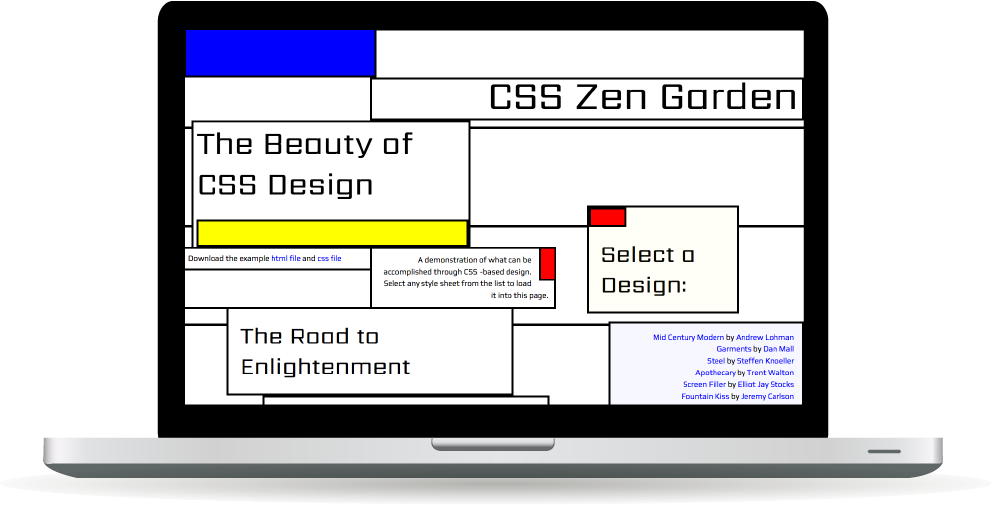 CSS Zen Garden
The Beauty of
CSS Design
Download the example html file and css file
A demonstration of what can be
accomplished through CSS -based design.
Select any style sheet from the list to load
it into this page.
Select a
Design:
The Road to
Enlightenment
Mid Century Modern by Andrew Lohman
Garments by Dan Mall
Steel by Steffen Knoeller
Apothecary by Trent Walton
Screen Filler by Elliot Jay Stocks
Fountain Kiss by Jeremy Carlson